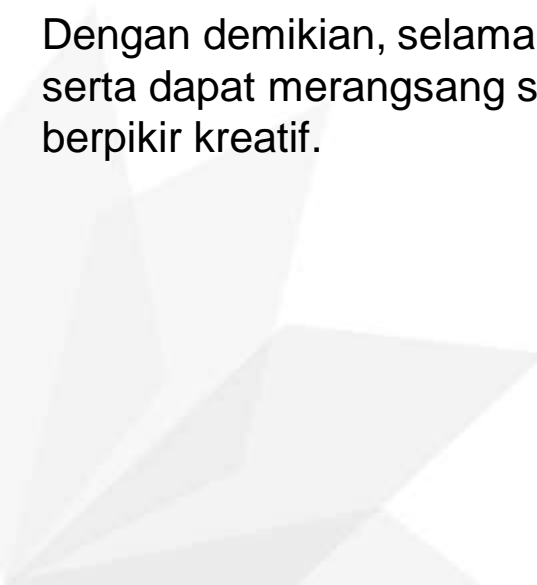 Dengan demikian, selama
serta dapat merangsang s
berpikir kreatif.